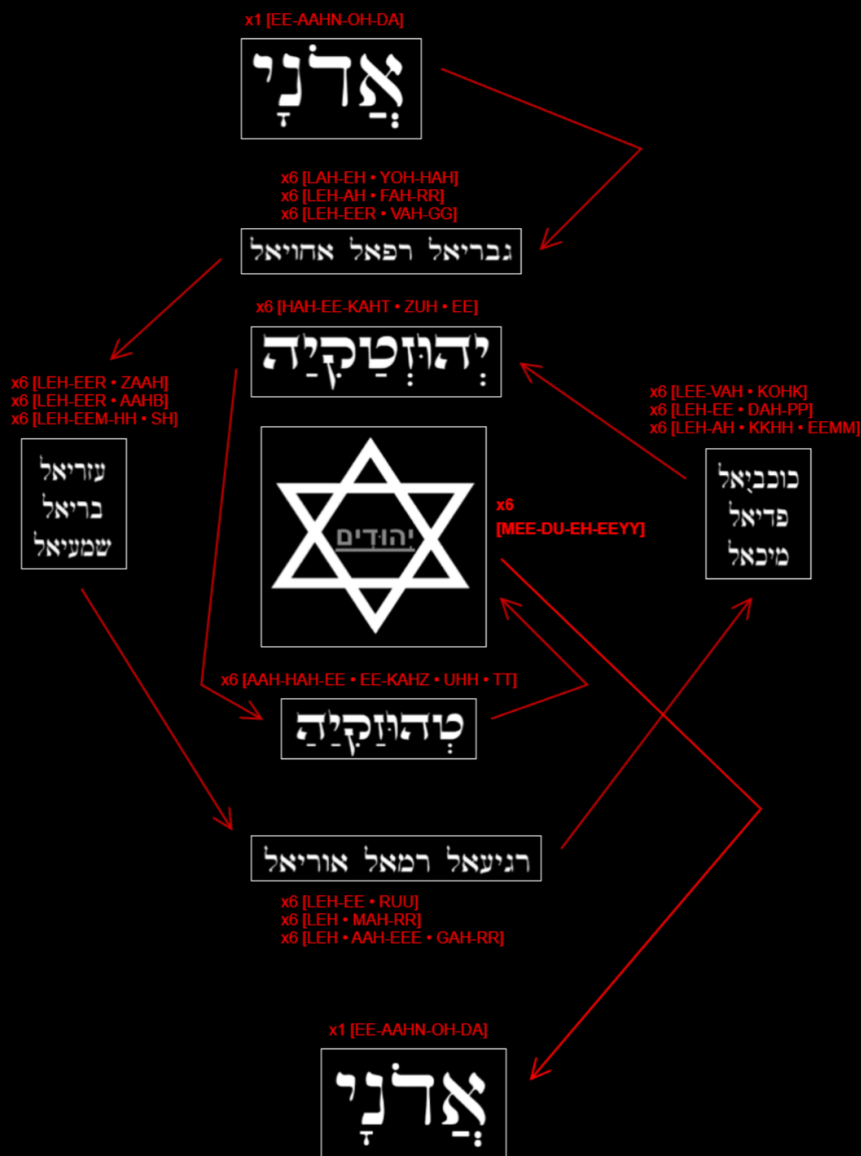 x1 [EE-AAHN-OH-DA]
אֲדֹנָי
x6 [LAH-EH • YOH-HAH]
x6 [LEH-AH • FAH-RR]
x6 [LEH-EER • VAH-GG]
גבריאל רפאל אחויאל
x6 [HAH-EE-KAHT • ZUH • EE]
יְהוּזְטַקִיַה
x6 [LEH-EER • ZAAH]
x6 [LEH-EER • AAHB]
x6 [LEH-EEM-HH • SH]
עזריאל
בריאל
שמעיאל
x6 [LEE-VAH • KOHK]
x6 [LEH-EE • DAH-PP]
x6 [LEH-AH • KKHH • EEMM]
כוכביֻאל
פדיאל
מיכאל
יְהוּדִים
x6
[MEE-DU-EH-EEYY]
x6 [AAH-HAH-EE • EE-KAHZ • UHH • TT]
טְהוּזַקִיַהַ
רגיעאל רמאל אוריאל
x6 [LEH-EE • RUU]
x6 [LEH • MAH-RR]
x6 [LEH • AAH-EEE • GAH-RR]
x1 [EE-AAHN-OH-DA]
אֲדֹנָי